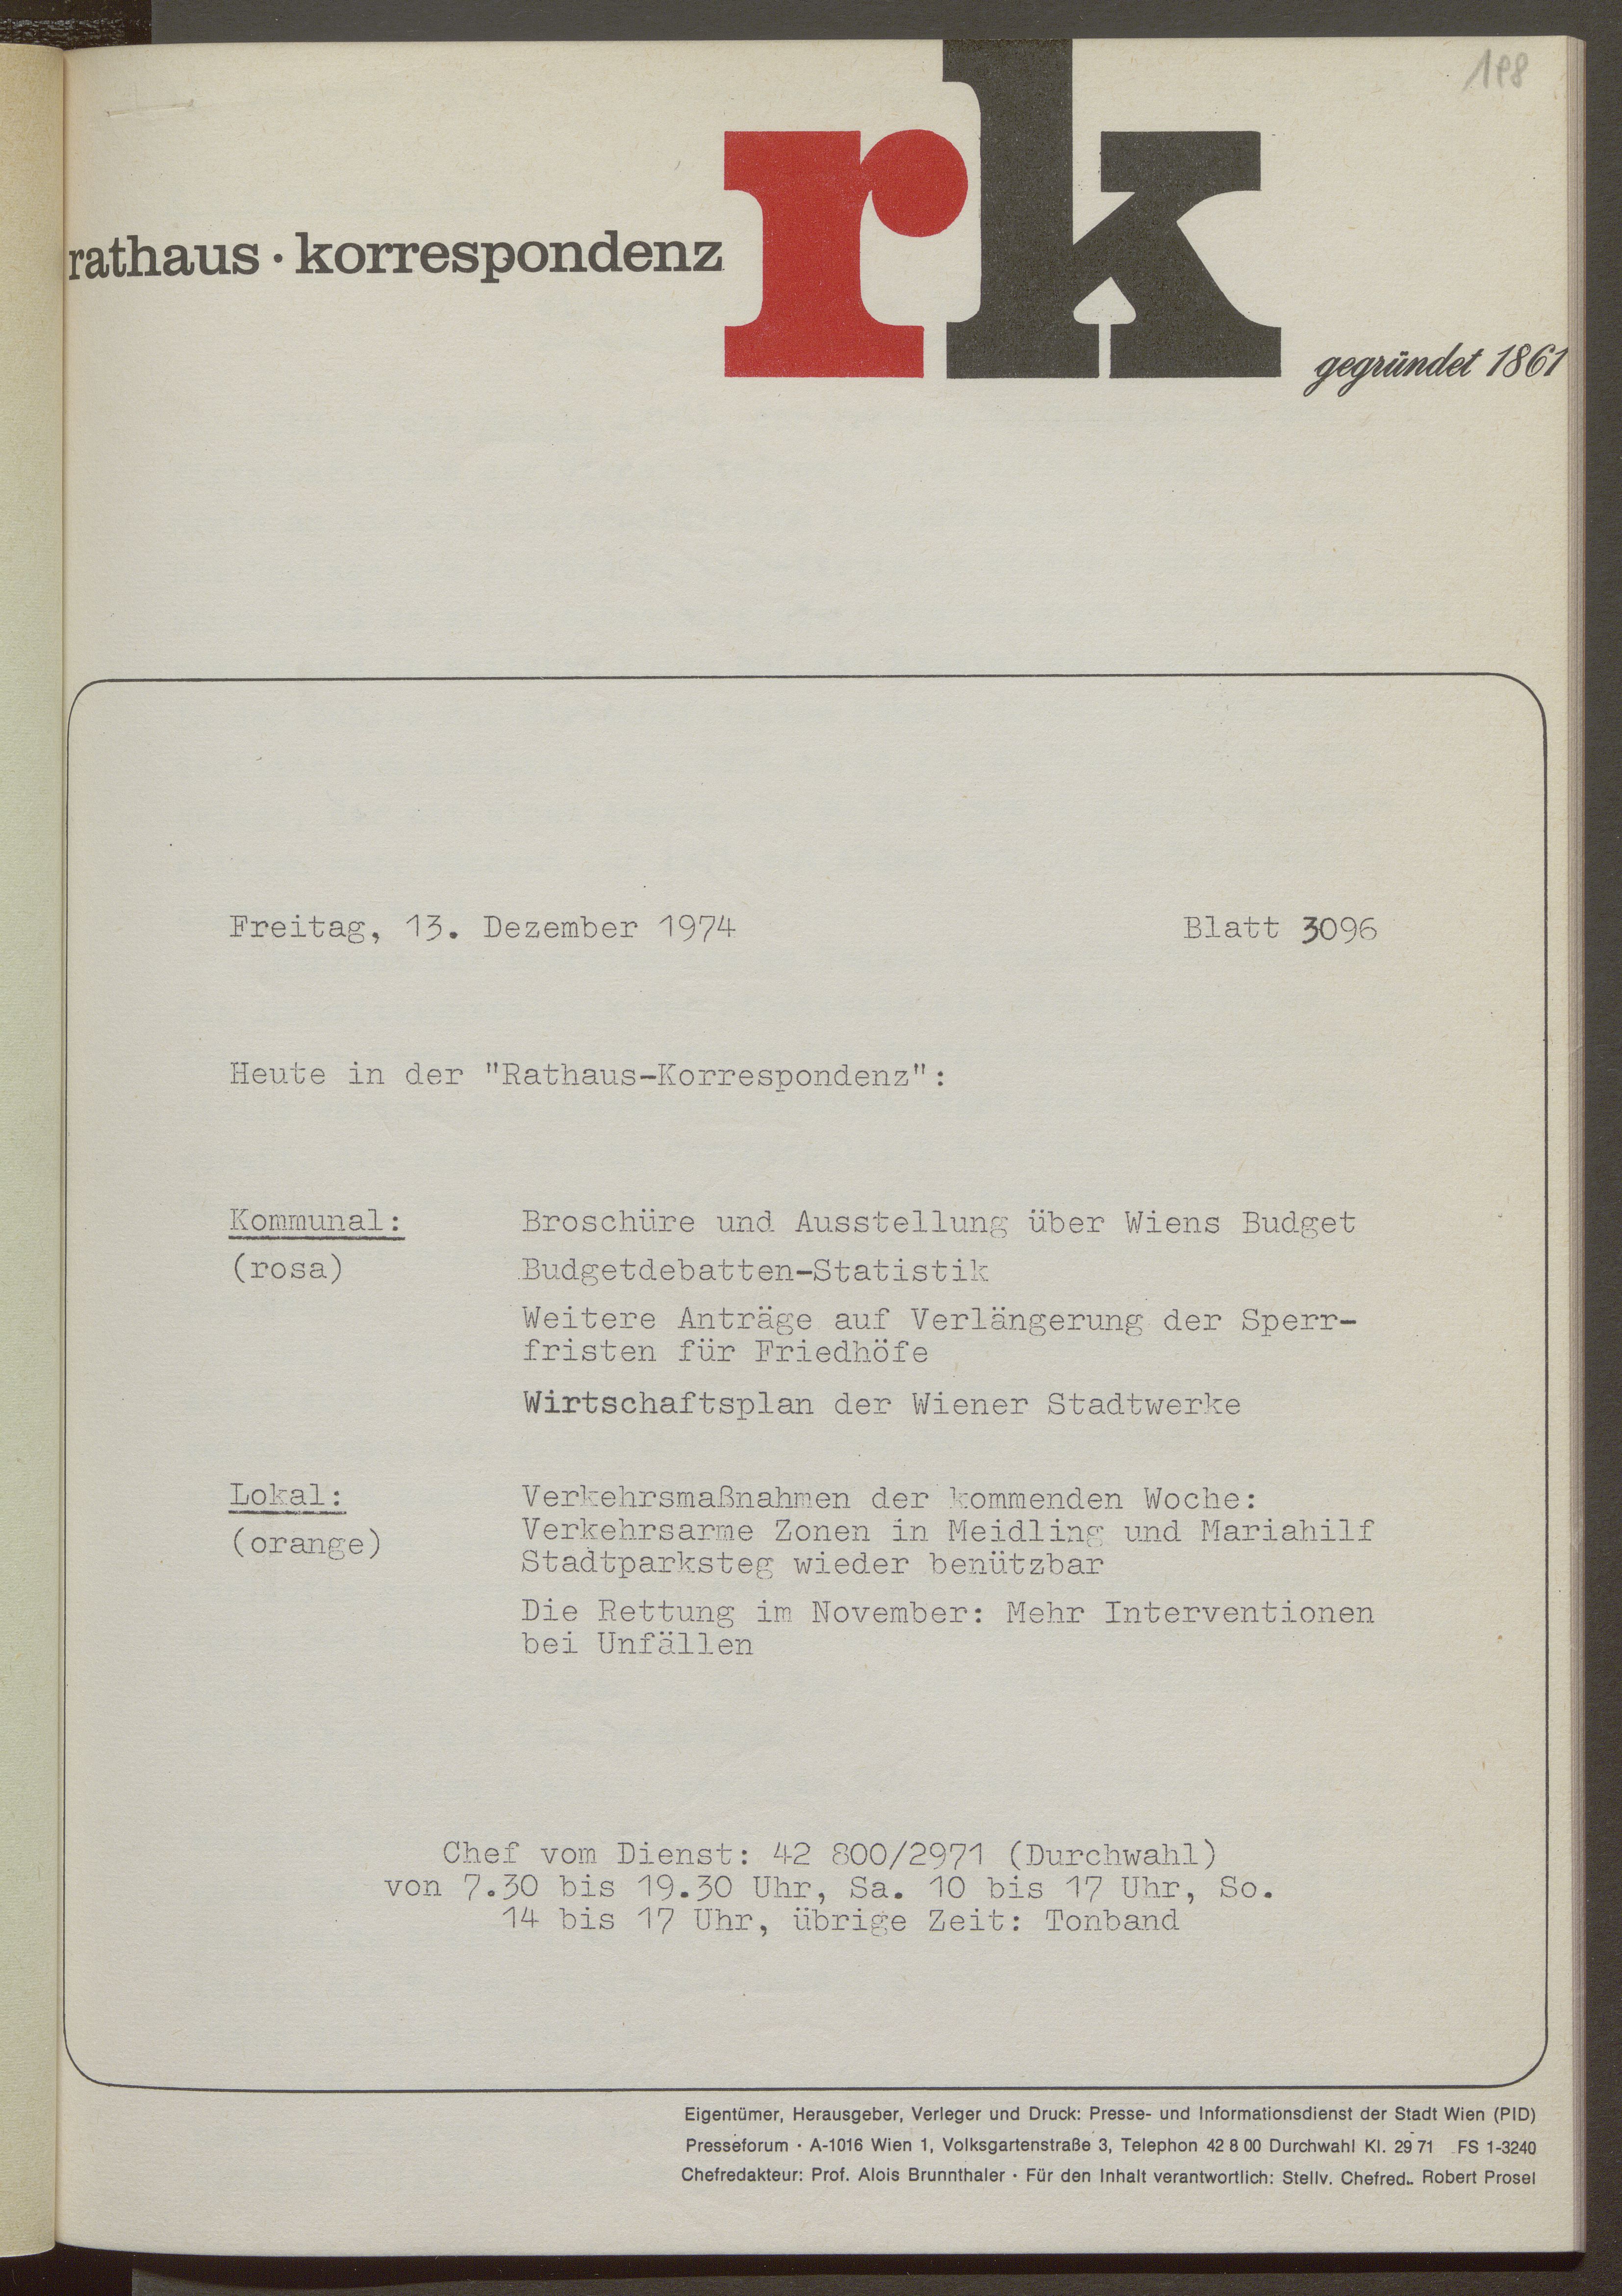 198
rk
rathaus · korrespondenz
gegründet 1861
Freitag, 13. Dezember 1974 Blatt 3096
Heute in der "Rathaus-Korrespondenz":
Kommunal: Broschüre und Ausstellung über Wiens Budget
(rosa) Budgetdebatten-Statistik
Weitere Anträge auf Verlängerung der Sperr-
fristen für Friedhöfe
Wirtschaftsplan der Wiener Stadtwerke
Lokal: Verkehrsmaßnahmen der kommenden Woche:
(orange) Verkehrsarme Zonen in Meidling und Mariahilf
Stadtparksteg wieder benützbar
Die Rettung im November: Mehr Interventionen
bei Unfällen
Chef vom Dienst: 42 800/2971 (Durchwahl)
von 7.30 bis 19.30 Uhr, Sa. 10 bis 17 Uhr, So.
14 bis 17 Uhr, übrige Zeit: Tonband
Eigentümer, Herausgeber, Verleger und Druck: Presse- und Informationsdienst der Stadt Wien (PID)
Presseforum · A-1016 Wien 1, Volksgartenstraße 3, Telephon 42 8 00 Durchwahl Kl. 29 71 FS 1-3240
Chefredakteur: Prof. Alois Brunnthaler · Für den Inhalt verantwortlich: Stellv. Chefred.. Robert Prosel